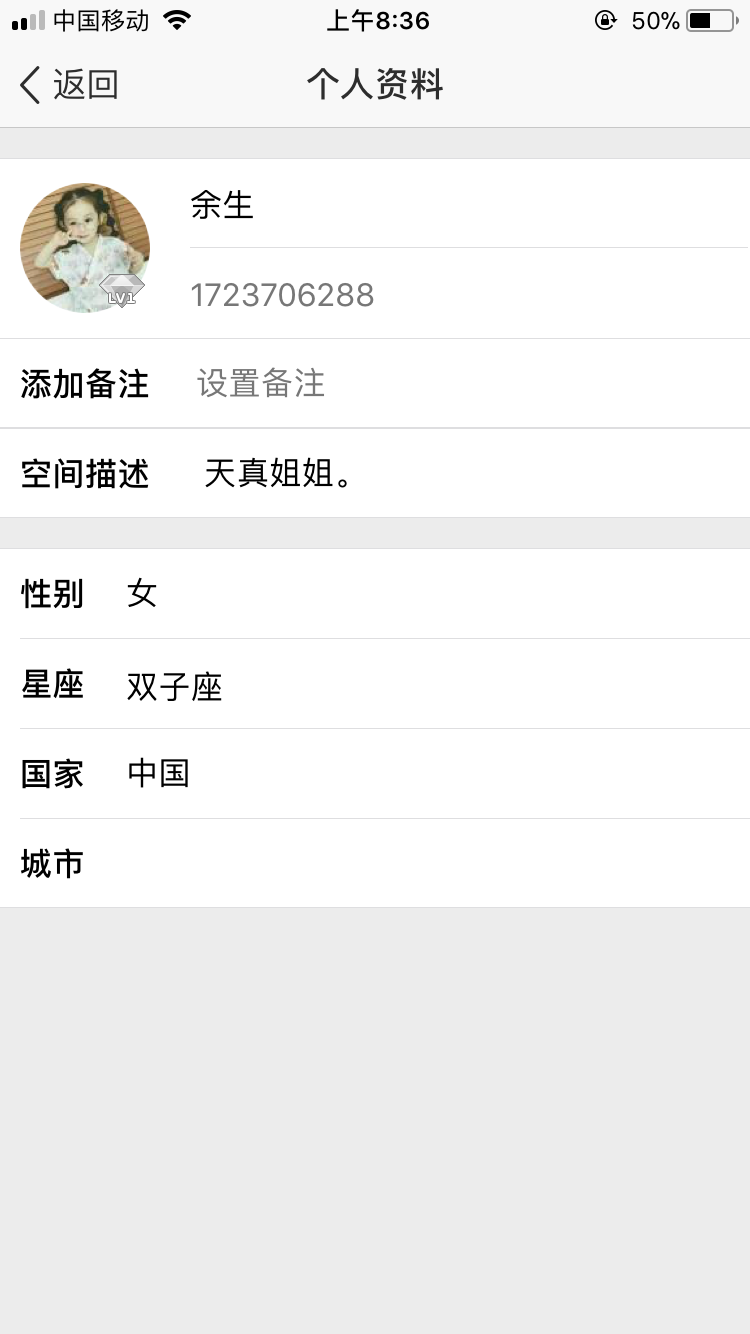 中国移动 上午8:36 50%
返回 个人资料
余生
LV1
1723706288
添加备注 设置备注
空间描述 天真姐姐。
性别 女
星座 双子座
国家 中国
城市